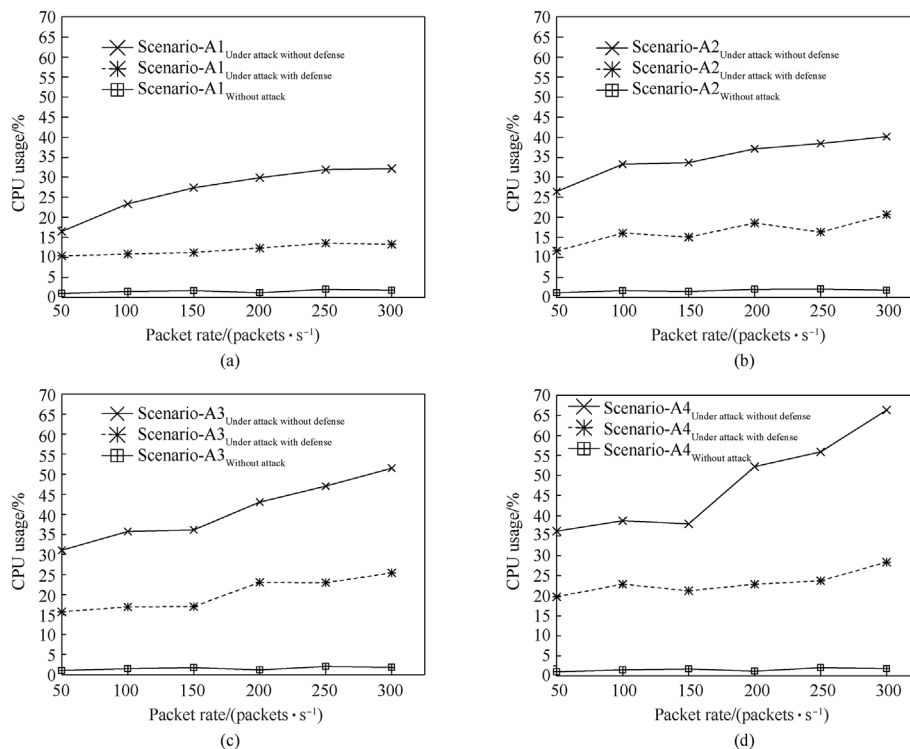 70
65
60
55
50
45
40
35
30
25
20
15
10
5
0
CPU usage/%
Scenario-A1Under attack without defense
Scenario-A1Under attack with defense
Scenario-A1Without attack
50 100 150 200 250 300
Packet rate/(packets · s⁻¹)
(a)
70
65
60
55
50
45
40
35
30
25
20
15
10
5
0
CPU usage/%
Scenario-A2Under attack without defense
Scenario-A2Under attack with defense
Scenario-A2Without attack
50 100 150 200 250 300
Packet rate/(packets · s⁻¹)
(b)
70
65
60
55
50
45
40
35
30
25
20
15
10
5
0
CPU usage/%
Scenario-A3Under attack without defense
Scenario-A3Under attack with defense
Scenario-A3Without attack
50 100 150 200 250 300
Packet rate/(packets · s⁻¹)
(c)
70
65
60
55
50
45
40
35
30
25
20
15
10
5
0
CPU usage/%
Scenario-A4Under attack without defense
Scenario-A4Under attack with defense
Scenario-A4Without attack
50 100 150 200 250 300
Packet rate/(packets · s⁻¹)
(d)